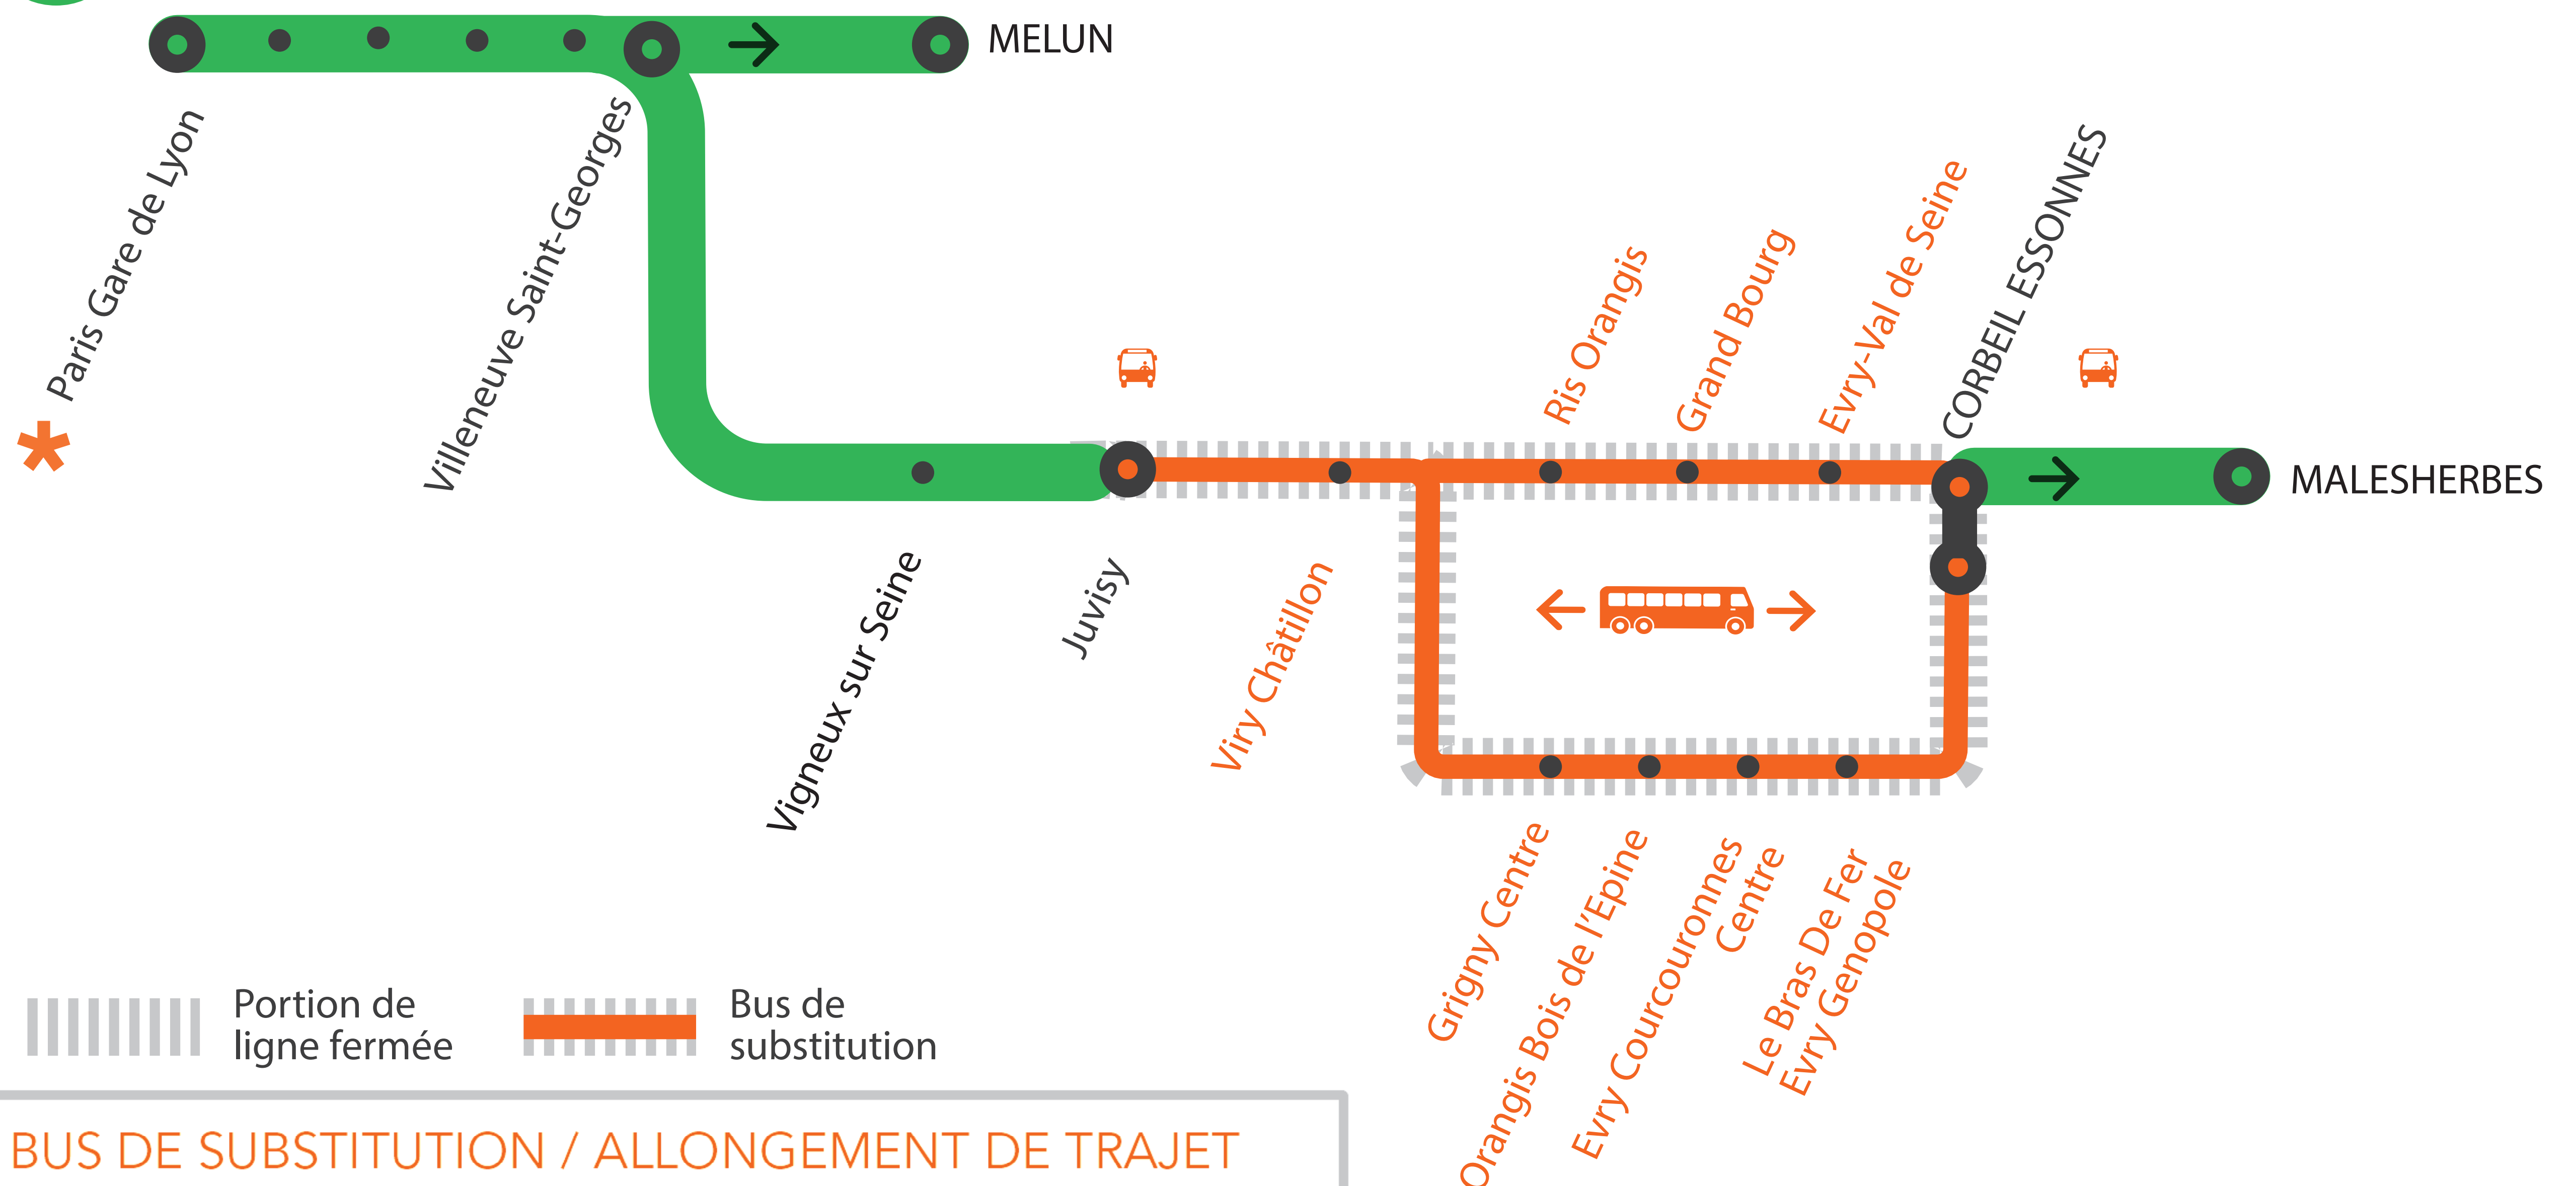 MELUN
Paris Gare de Lyon
Villeneuve Saint-Georges
*
Vigneux sur Seine
Juvisy
Viry Châtillon
Ris Orangis
Grand Bourg
Evry-Val de Seine
CORBEIL ESSONNES
MALESHERBES
Grigny Centre
Orangis Bois de l'Epine
Evry Courcouronnes
Centre
Le Bras De Fer
Evry Genopole
Portion de
ligne fermée
Bus de
substitution
BUS DE SUBSTITUTION / ALLONGEMENT DE TRAJET